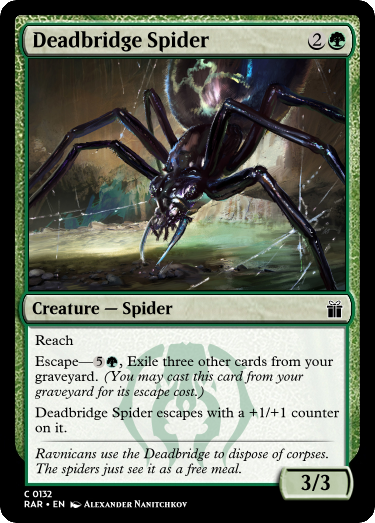 Deadbridge Spider 2
Creature — Spider
Reach
Escape—5, Exile three other cards from your
graveyard. (You may cast this card from your
graveyard for its escape cost.)
Deadbridge Spider escapes with a +1/+1 counter
on it.
Ravnicans use the Deadbridge to dispose of corpses.
The spiders just see it as a free meal.
3/3
C 0132
RAR • EN Alexander Nanitchkov